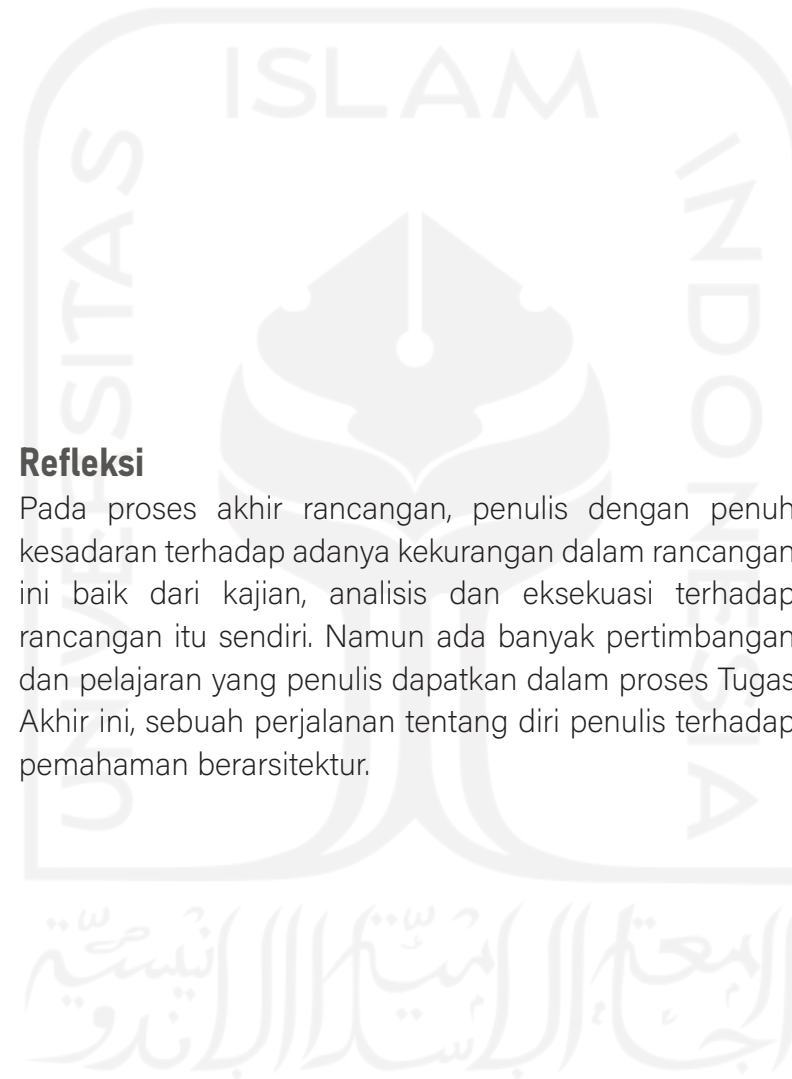 ISLAM
UNIVERSITAS
INDONESIA
Refleksi
Pada proses akhir rancangan, penulis dengan penuh
kesadaran terhadap adanya kekurangan dalam rancangan
ini baik dari kajian, analisis dan eksekuasi terhadap
rancangan itu sendiri. Namun ada banyak pertimbangan
dan pelajaran yang penulis dapatkan dalam proses Tugas
Akhir ini, sebuah perjalanan tentang diri penulis terhadap
pemahaman berarsitektur.